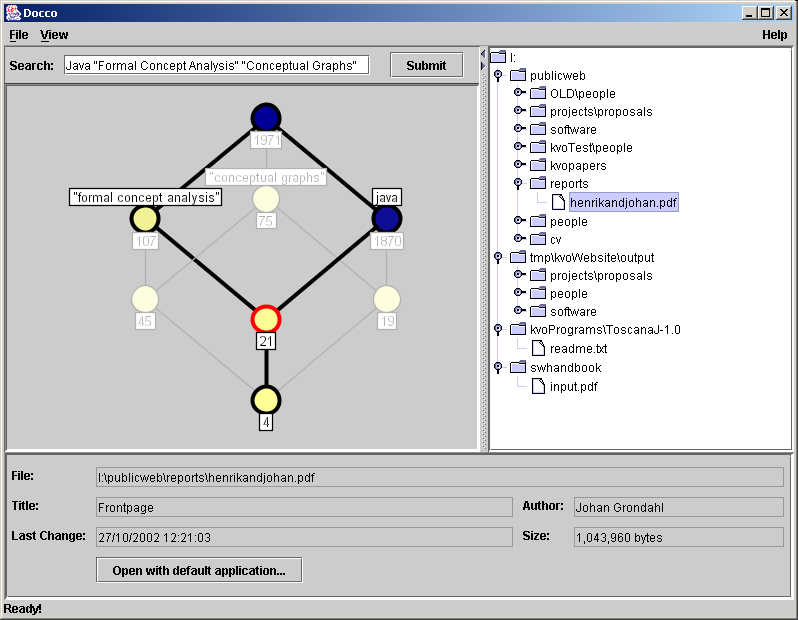 Docco
File View Help
Search: Java "Formal Concept Analysis" "Conceptual Graphs" Submit
1971
"conceptual graphs"
"formal concept analysis"
java
75
107
1870
45
19
21
4
I:
publicweb
OLD\people
projects\proposals
software
kvoTest\people
kvopapers
reports
henrikandjohan.pdf
people
cv
tmp\kvoWebsite\output
projects\proposals
people
software
kvoPrograms\ToscanaJ-1.0
readme.txt
swhandbook
input.pdf
File: I:\publicweb\reports\henrikandjohan.pdf
Title: Frontpage Author: Johan Grondahl
Last Change: 27/10/2002 12:21:03 Size: 1,043,960 bytes
Open with default application...
Ready!